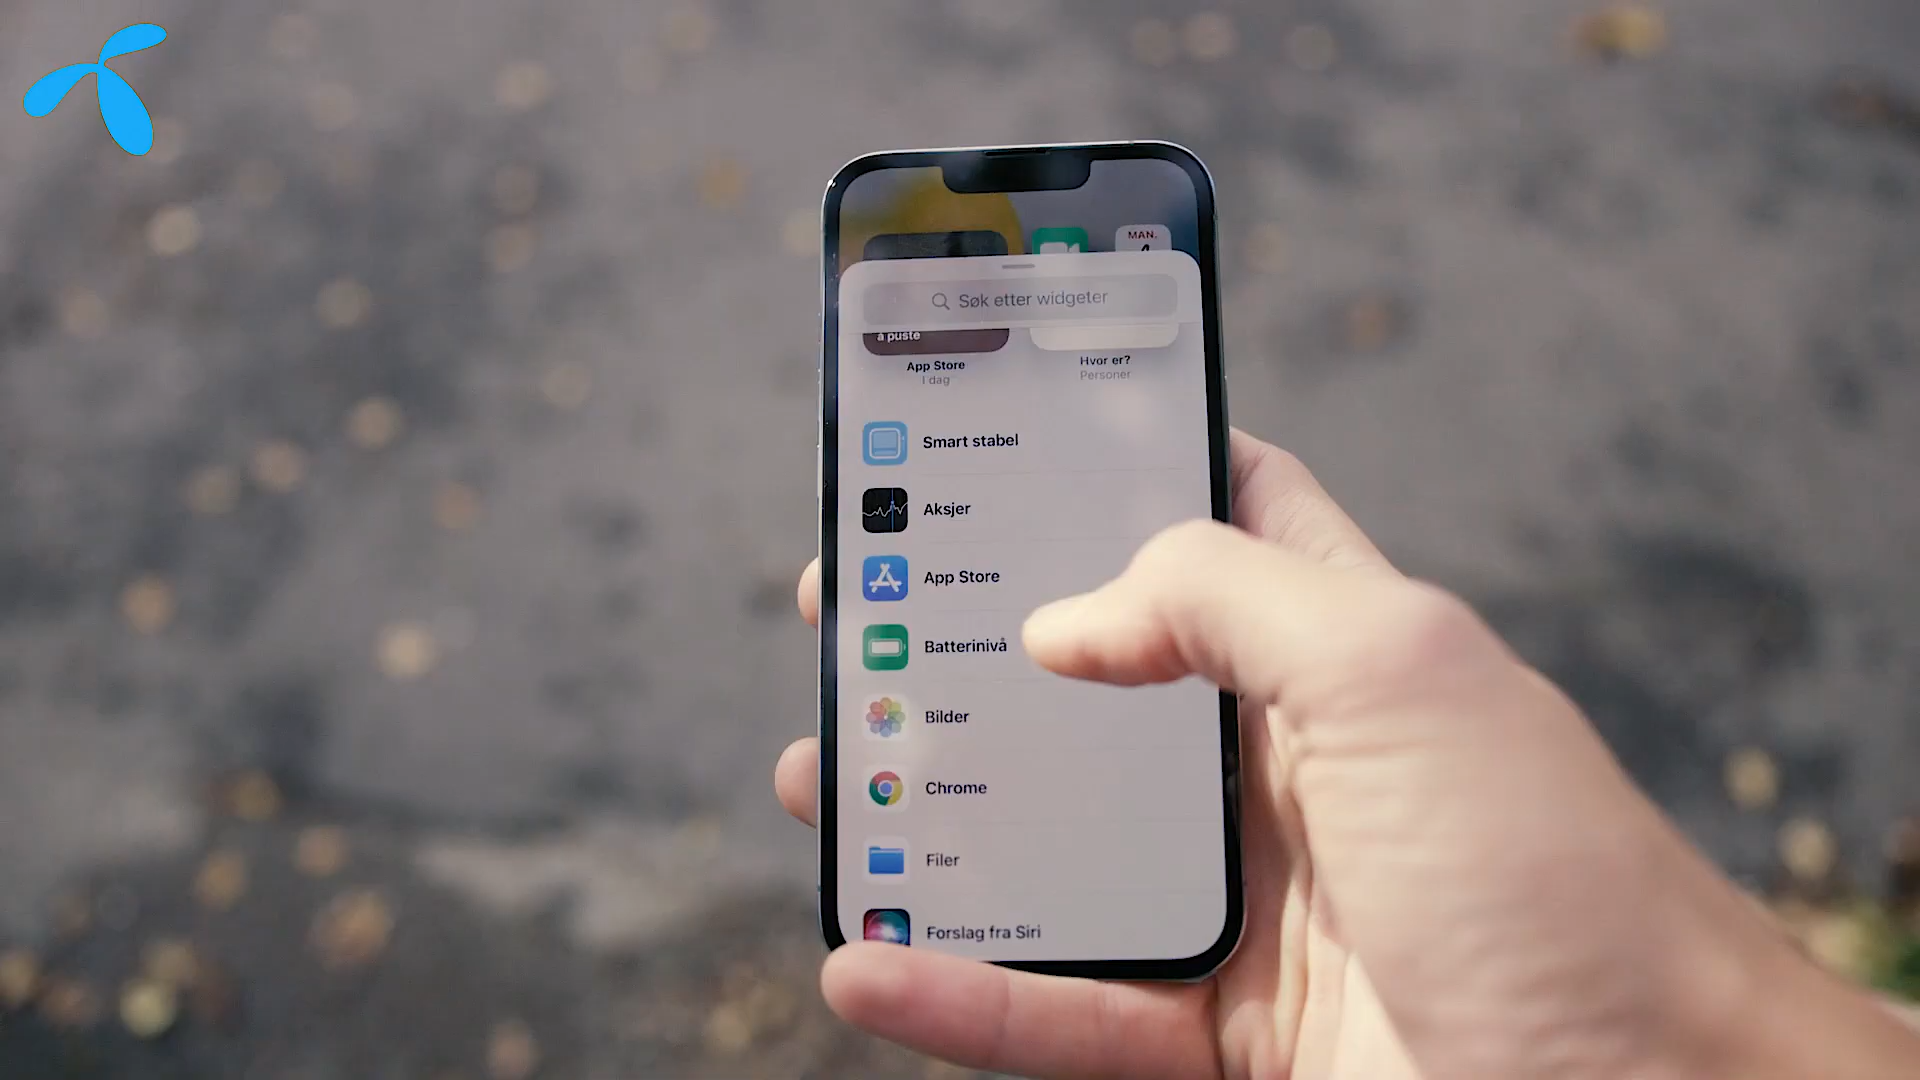 MAN.
Søk etter widgeter
å puste
App Store
I dag
Hvor er?
Personer
Smart stabel
Aksjer
App Store
Batterinivå
Bilder
Chrome
Filer
Forslag fra Siri